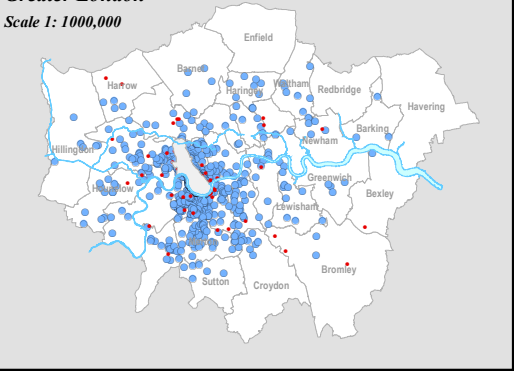 Greater London
Scale 1: 1000,000
Enfield
Barnet
Harrow
Haringey
Waltham
Redbridge
Havering
Hillingdon
Newham
Barking
Hounslow
Greenwich
Bexley
Lewisham
Sutton
Croydon
Bromley